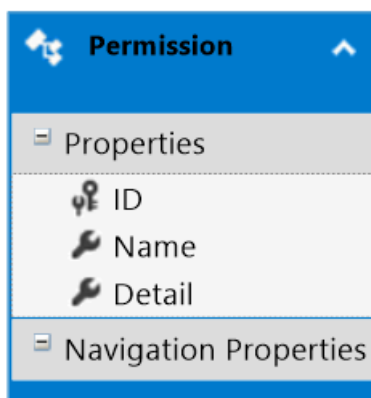 Permission
Properties
ID
Name
Detail
Navigation Properties